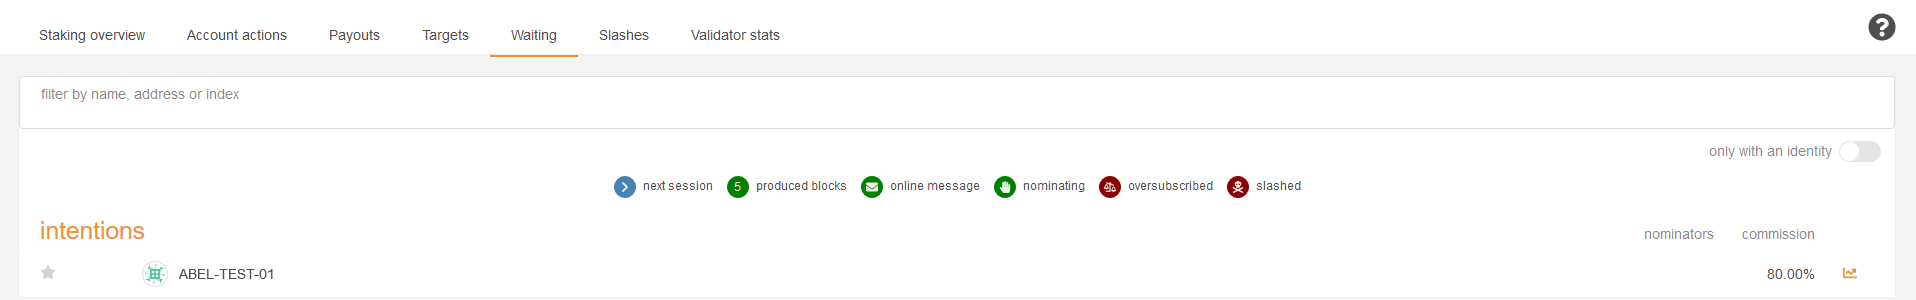 Staking overview Account actions Payouts Targets Waiting Slashes Validator stats ?
filter by name, address or index
only with an identity
next session 5 produced blocks online message nominating oversubscribed slashed
intentions nominators commission
ABEL-TEST-01 80.00%